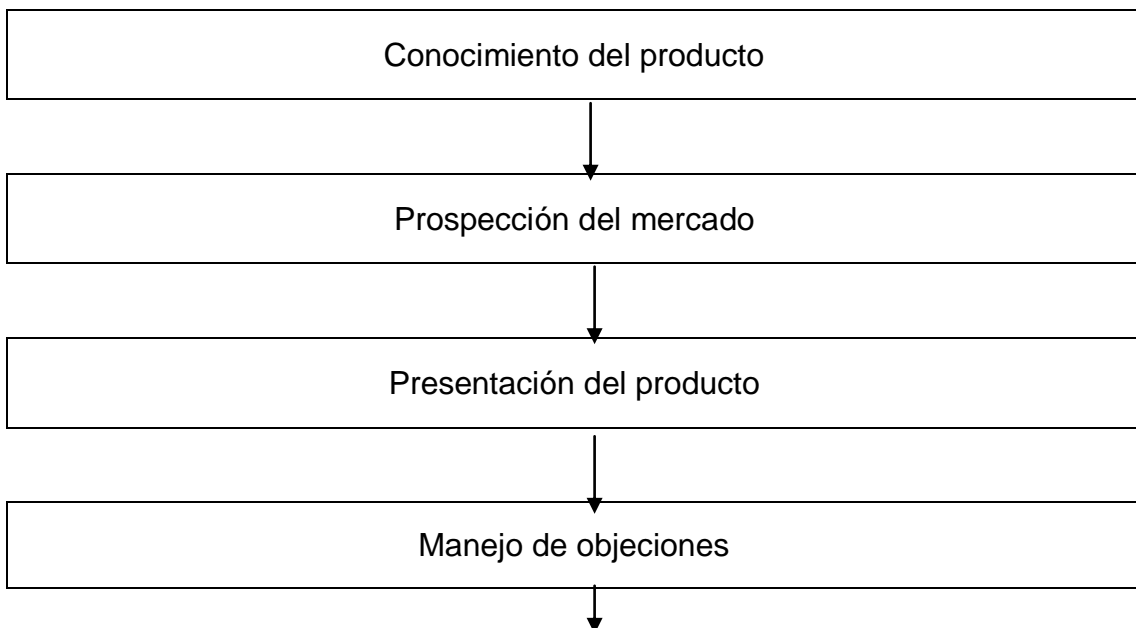 Conocimiento del producto
Prospección del mercado
Presentación del producto
Manejo de objeciones